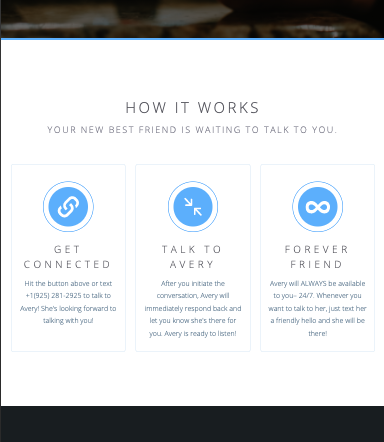 HOW IT WORKS
YOUR NEW BEST FRIEND IS WAITING TO TALK TO YOU.
GET
CONNECTED
Hit the button above or text
+1(925) 281-2925 to talk to
Avery! She's looking forward to
talking with you!
TALK TO
AVERY
After you initiate the
conversation, Avery will
immediately respond back and
let you know she's there for
you. Avery is ready to listen!
FOREVER
FRIEND
Avery will ALWAYS be available
to you– 24/7. Whenever you
want to talk to her, just text her
a friendly hello and she will be
there!